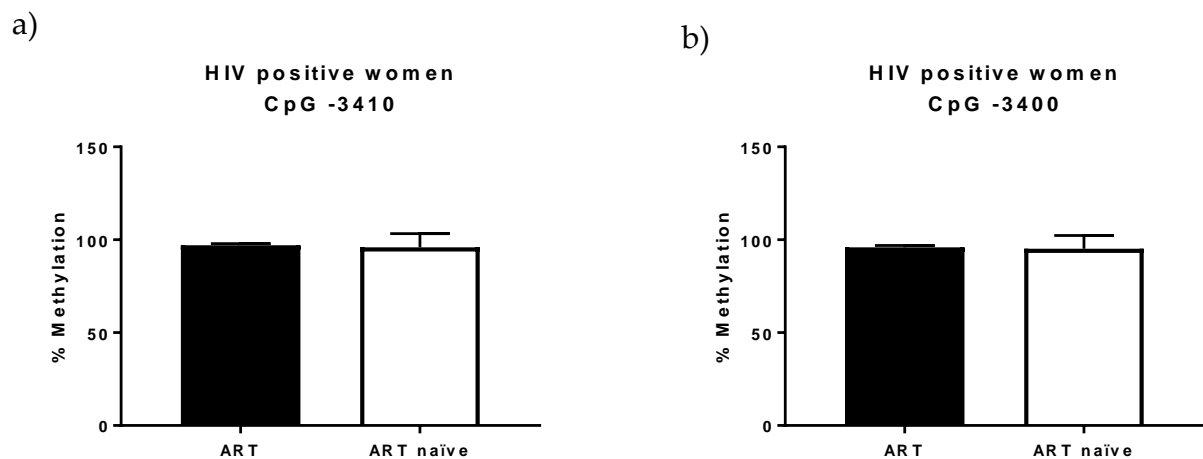 a)
HIV positive women
CpG -3410
150
100
50
0
% Methylation
ART
ART naïve
b)
HIV positive women
CpG -3400
150
100
50
0
% Methylation
ART
ART naïve